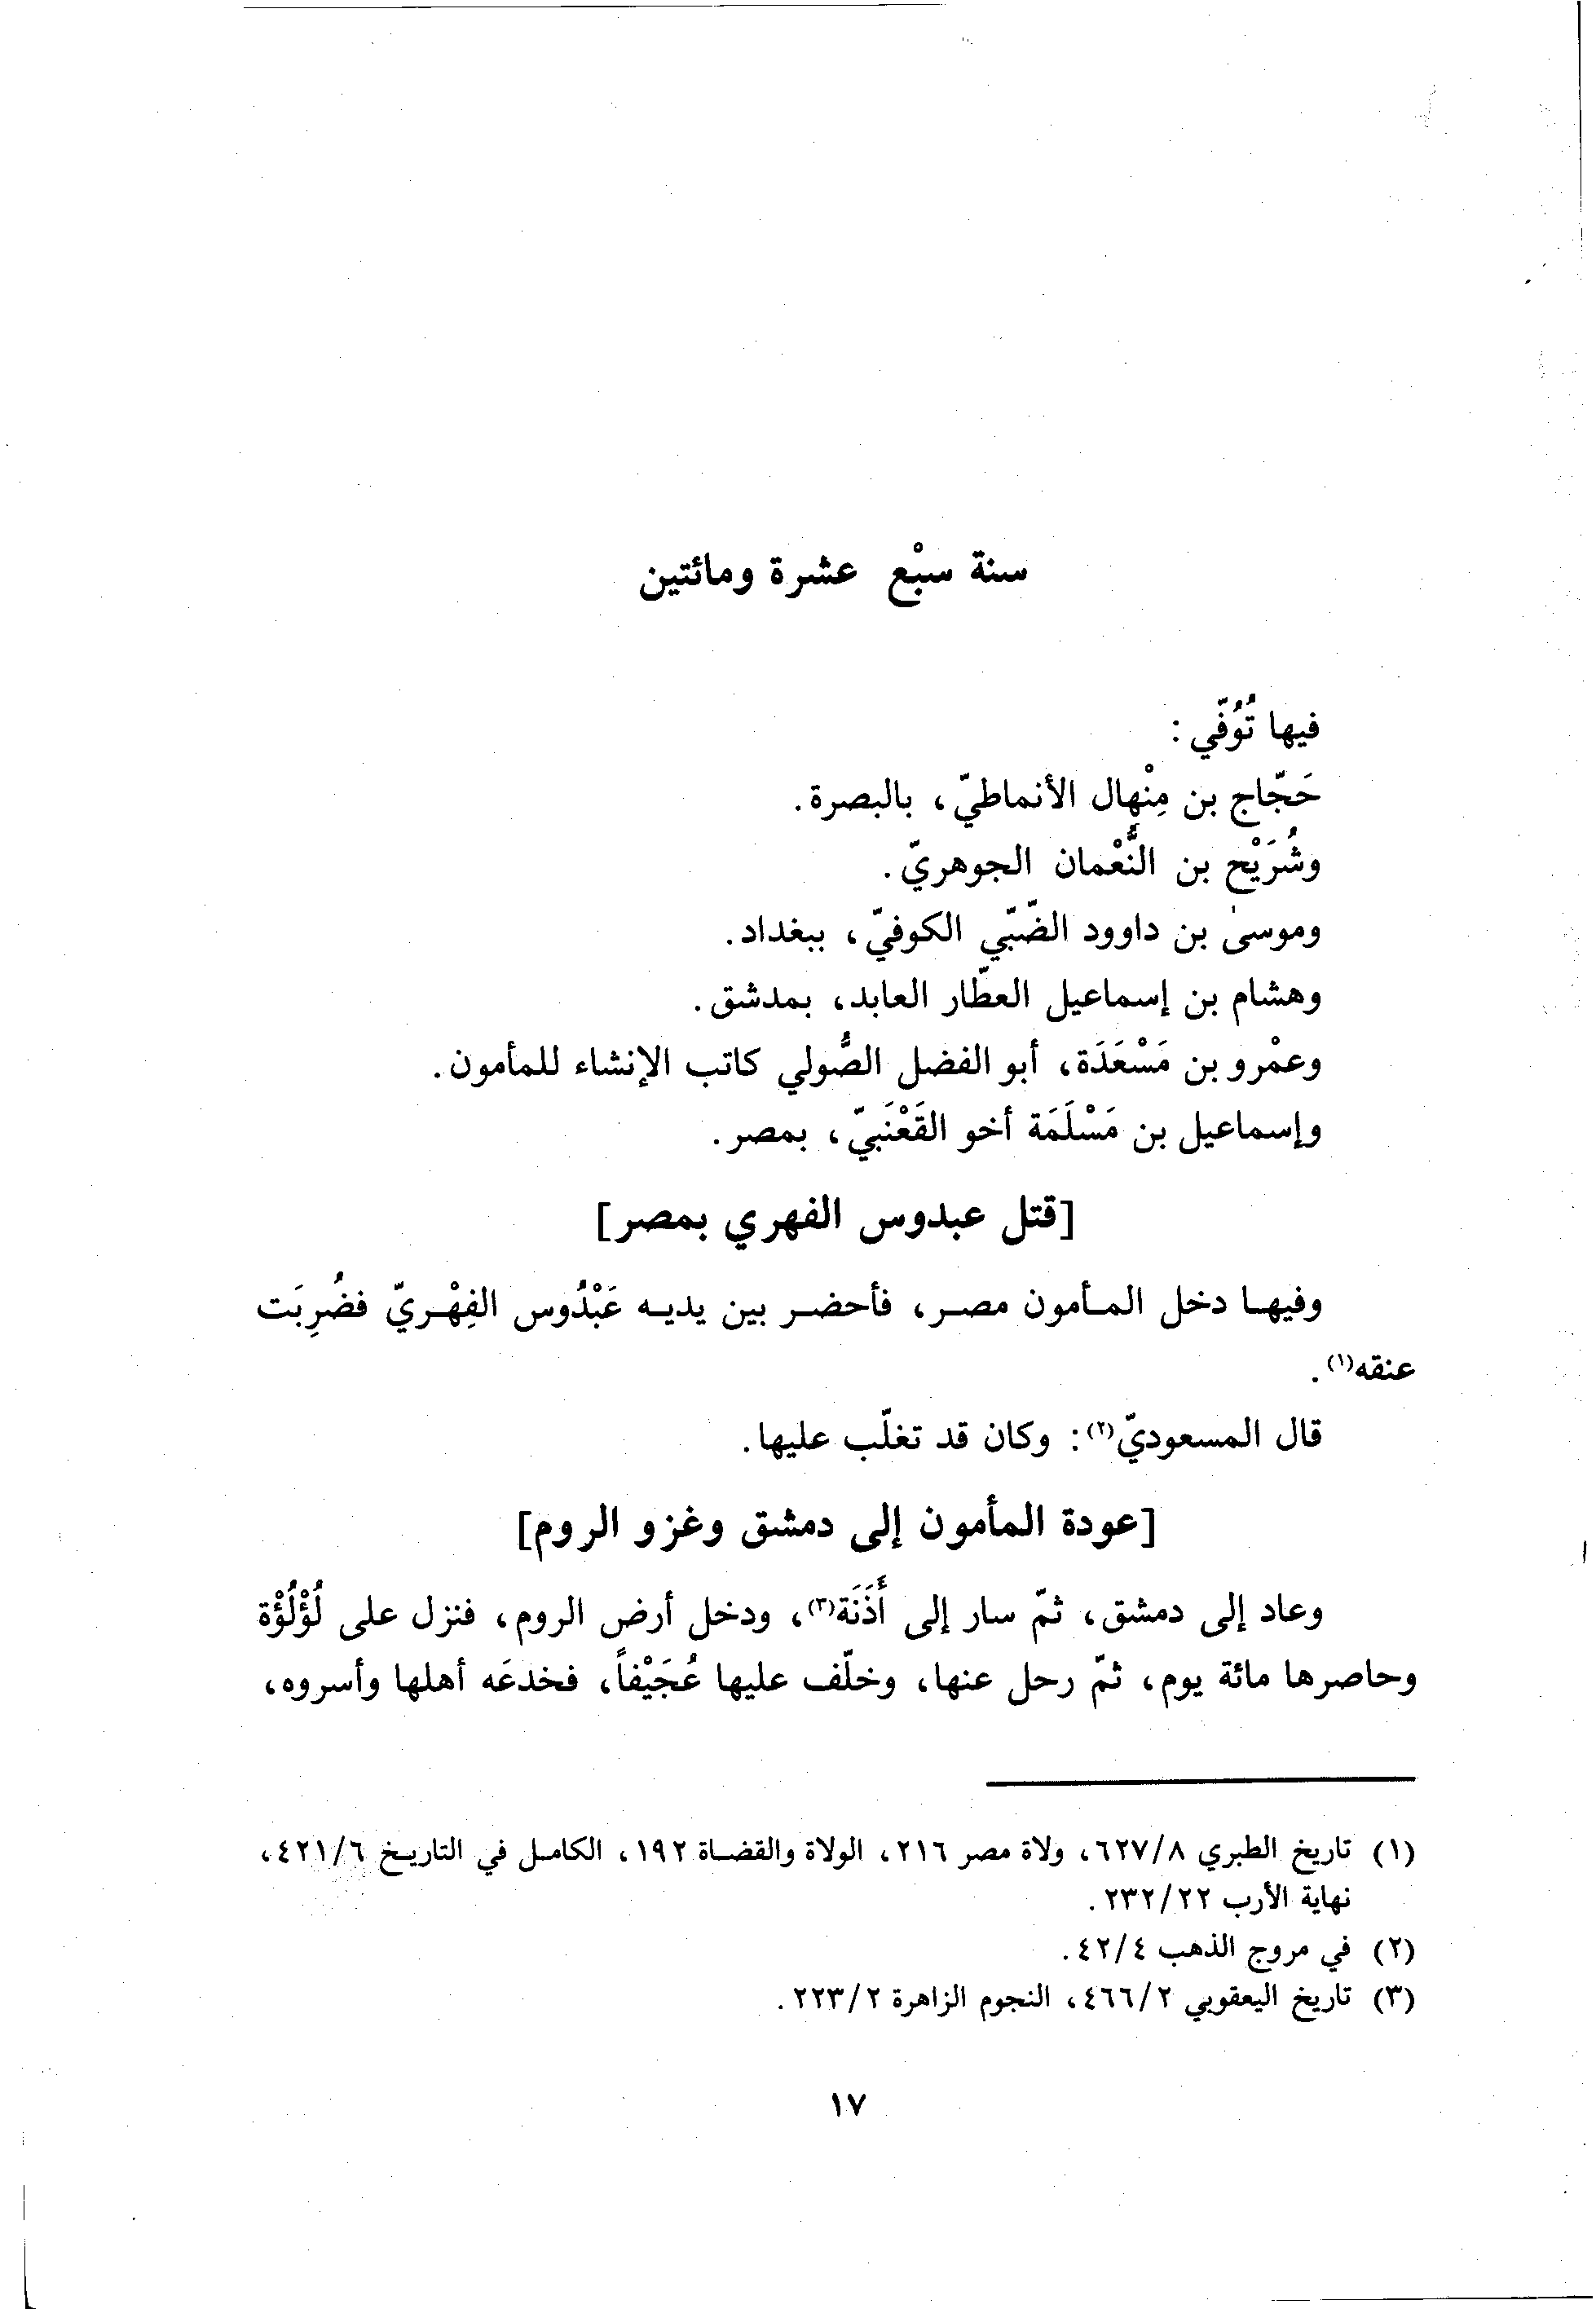 سنة سبْع عشرة ومائتين
فيها تُوُفّي :
حَجّاج بن مِنْهال الأنماطيّ، بالبصرة.
وشُرَيْح بن النُّعْمان الجوهريّ.
وموسىٰ بن داوود الضّبّي الكوفيّ، ببغداد.
وهشام بن إسماعيل العطّار العابد، بمدشق.
وعمْرو بن مَسْعَدَة، أبو الفضل الصُّولي كاتب الإنشاء للمأمون.
وإسماعيل بن مَسْلَمَة أخو القَعْنَبيّ، بمصر.
[قتل عبدوس الفهري بمصر]
وفيها دخل المأمون مصر، فأحضر بين يديه عَبْدُوس الفِهْريّ فضُرِبَت
عنقه(١).
قال المسعوديّ(٢): وكان قد تغلّب عليها.
[عودة المأمون إلى دمشق وغزو الروم]
وعاد إلى دمشق، ثمّ سار إلى أَذَنَة(٣)، ودخل أرض الروم، فنزل على لُؤْلُؤْة
وحاصرها مائة يوم، ثمّ رحل عنها، وخلّف عليها عُجَيْفاً، فخدعَه أهلها وأسروه،
(١) تاريخ الطبري ٦٢٧/٨، ولاة مصر ٢١٦، الولاة والقضاة ١٩٢، الكامل في التاريخ ٤٢١/٦،
نهاية الأرب ٢٣٢/٢٢.
(٢) في مروج الذهب ٤٢/٤.
(٣) تاريخ اليعقوبي ٤٦٦/٢، النجوم الزاهرة ٢٢٣/٢.
١٧